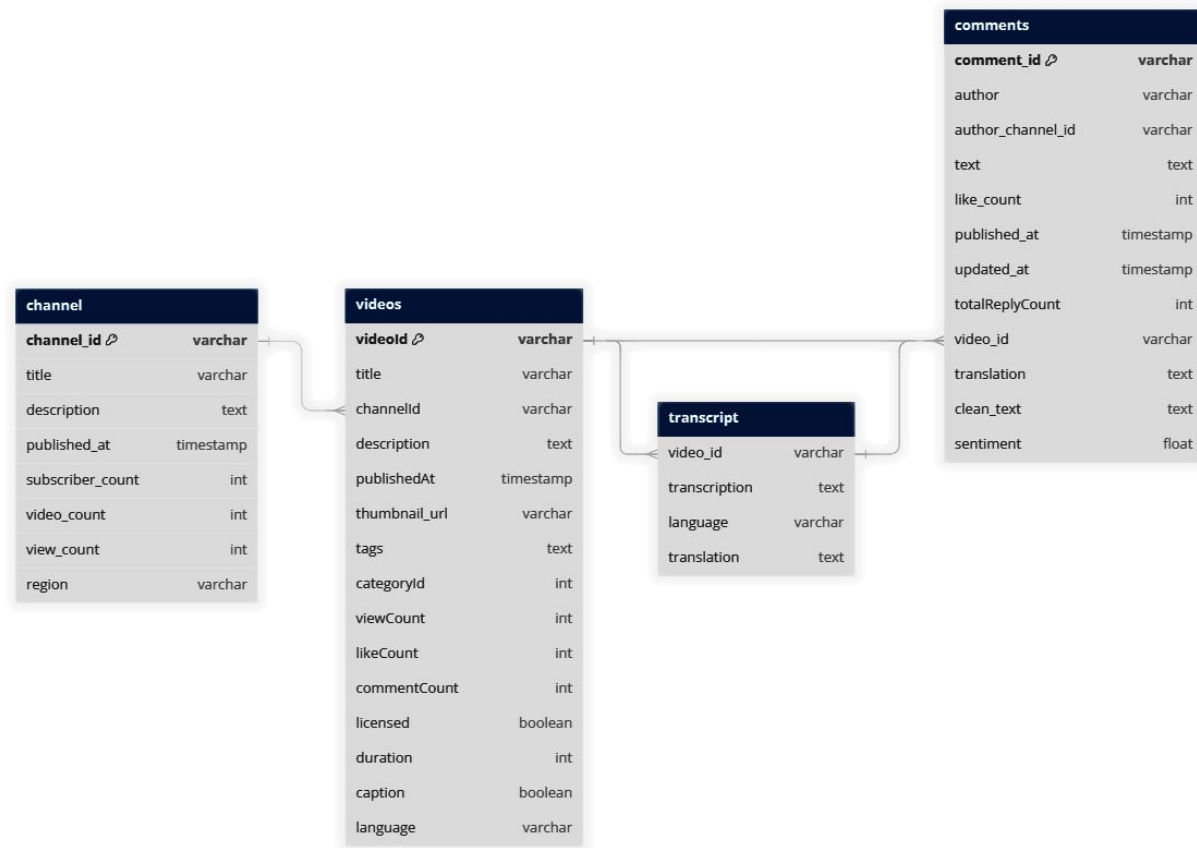 channel
channel_id varchar
title varchar
description text
published_at timestamp
subscriber_count int
video_count int
view_count int
region varchar
videos
videoId varchar
title varchar
channelId varchar
description text
publishedAt timestamp
thumbnail_url varchar
tags text
categoryId int
viewCount int
likeCount int
commentCount int
licensed boolean
duration int
caption boolean
language varchar
transcript
video_id varchar
transcription text
language varchar
translation text
comments
comment_id varchar
author varchar
author_channel_id varchar
text text
like_count int
published_at timestamp
updated_at timestamp
totalReplyCount int
video_id varchar
translation text
clean_text text
sentiment float